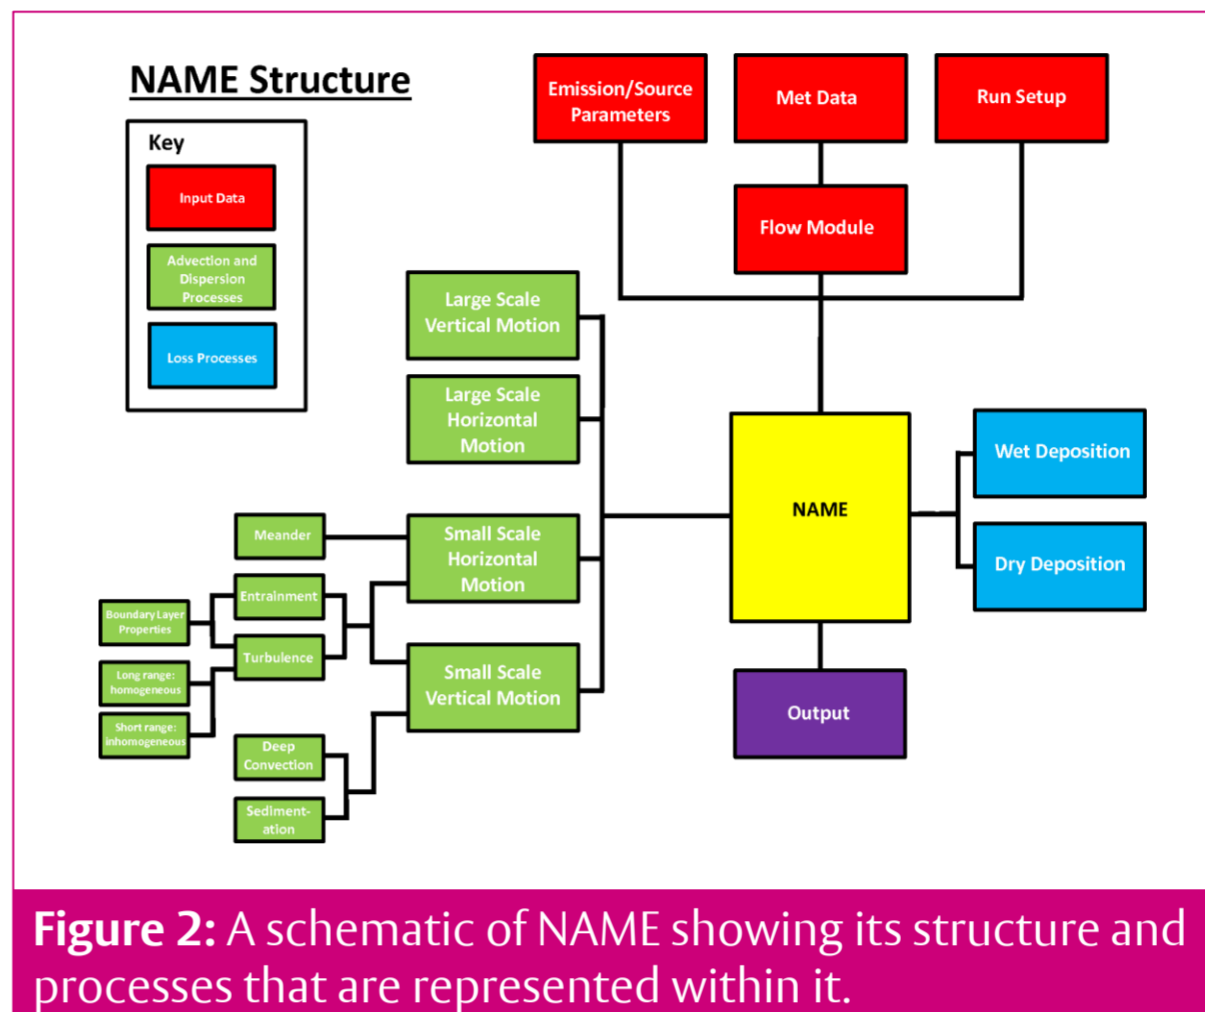 NAME Structure
Key
Input Data
Advection and
Dispersion
Processes
Loss Processes
Emission/Source
Parameters
Met Data
Run Setup
Flow Module
Large Scale
Vertical Motion
Large Scale
Horizontal
Motion
Small Scale
Horizontal
Motion
Small Scale
Vertical Motion
Meander
Entrainment
Turbulence
Boundary Layer
Properties
Long range:
homogeneous
Short range:
inhomogeneous
Deep
Convection
Sediment-
ation
NAME
Wet Deposition
Dry Deposition
Output
Figure 2: A schematic of NAME showing its structure and
processes that are represented within it.